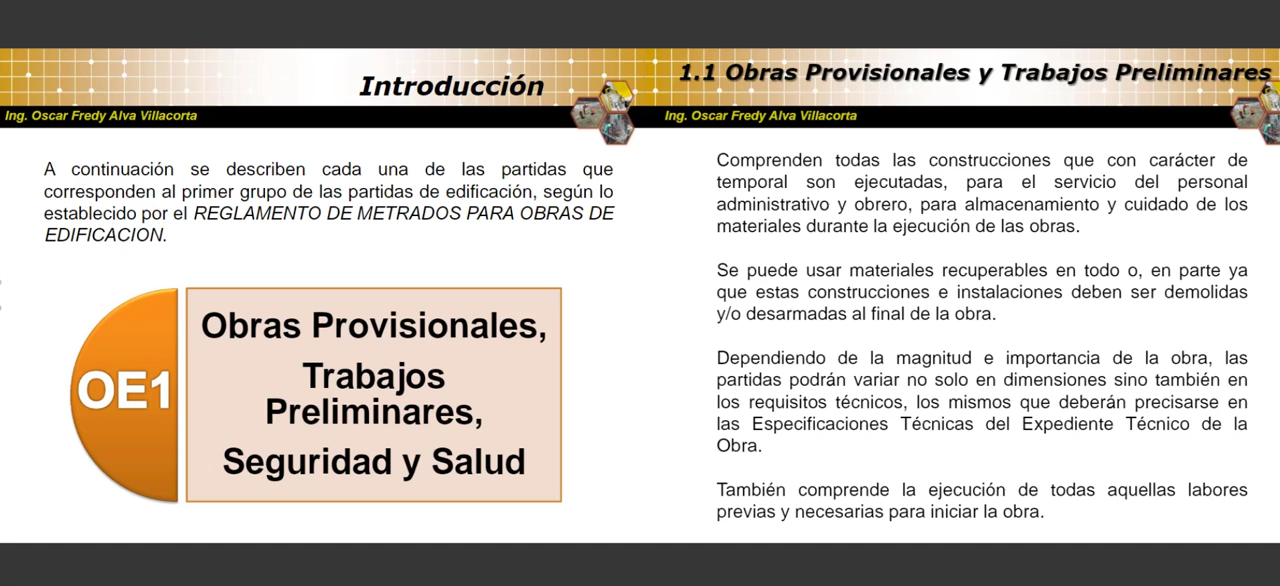 Introducción
Ing. Oscar Fredy Alva Villacorta
A continuación se describen cada una de las partidas que
corresponden al primer grupo de las partidas de edificación, según lo
establecido por el REGLAMENTO DE METRADOS PARA OBRAS DE
EDIFICACION.
OE1
Obras Provisionales,
Trabajos
Preliminares,
Seguridad y Salud
1.1 Obras Provisionales y Trabajos Preliminares
Ing. Oscar Fredy Alva Villacorta
Comprenden todas las construcciones que con carácter de
temporal son ejecutadas, para el servicio del personal
administrativo y obrero, para almacenamiento y cuidado de los
materiales durante la ejecución de las obras.
Se puede usar materiales recuperables en todo o, en parte ya
que estas construcciones e instalaciones deben ser demolidas
y/o desarmadas al final de la obra.
Dependiendo de la magnitud e importancia de la obra, las
partidas podrán variar no solo en dimensiones sino también en
los requisitos técnicos, los mismos que deberán precisarse en
las Especificaciones Técnicas del Expediente Técnico de la
Obra.
También comprende la ejecución de todas aquellas labores
previas y necesarias para iniciar la obra.